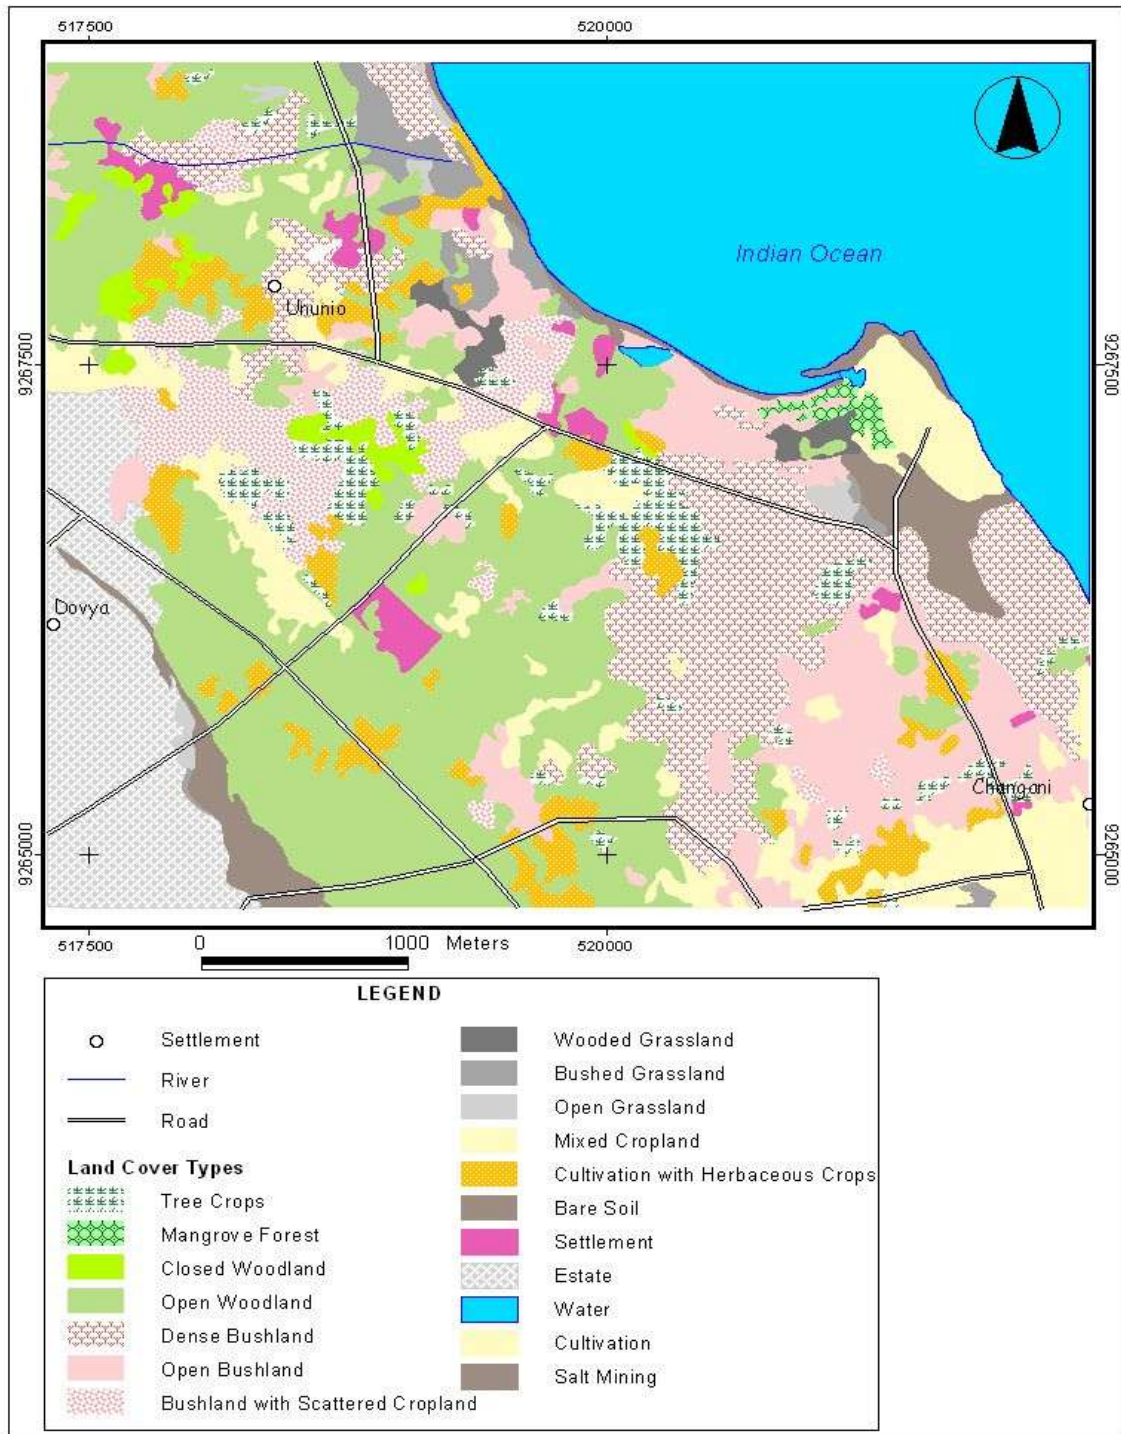 517500 520000
Indian Ocean
Ununio
9267500 9267500
Dovya
Changani
9265000 9265000
517500 0 1000 Meters 520000
LEGEND
Settlement
River
Road
Land Cover Types
Tree Crops
Mangrove Forest
Closed Woodland
Open Woodland
Dense Bushland
Open Bushland
Bushland with Scattered Cropland
Wooded Grassland
Bushed Grassland
Open Grassland
Mixed Cropland
Cultivation with Herbaceous Crops
Bare Soil
Settlement
Estate
Water
Cultivation
Salt Mining